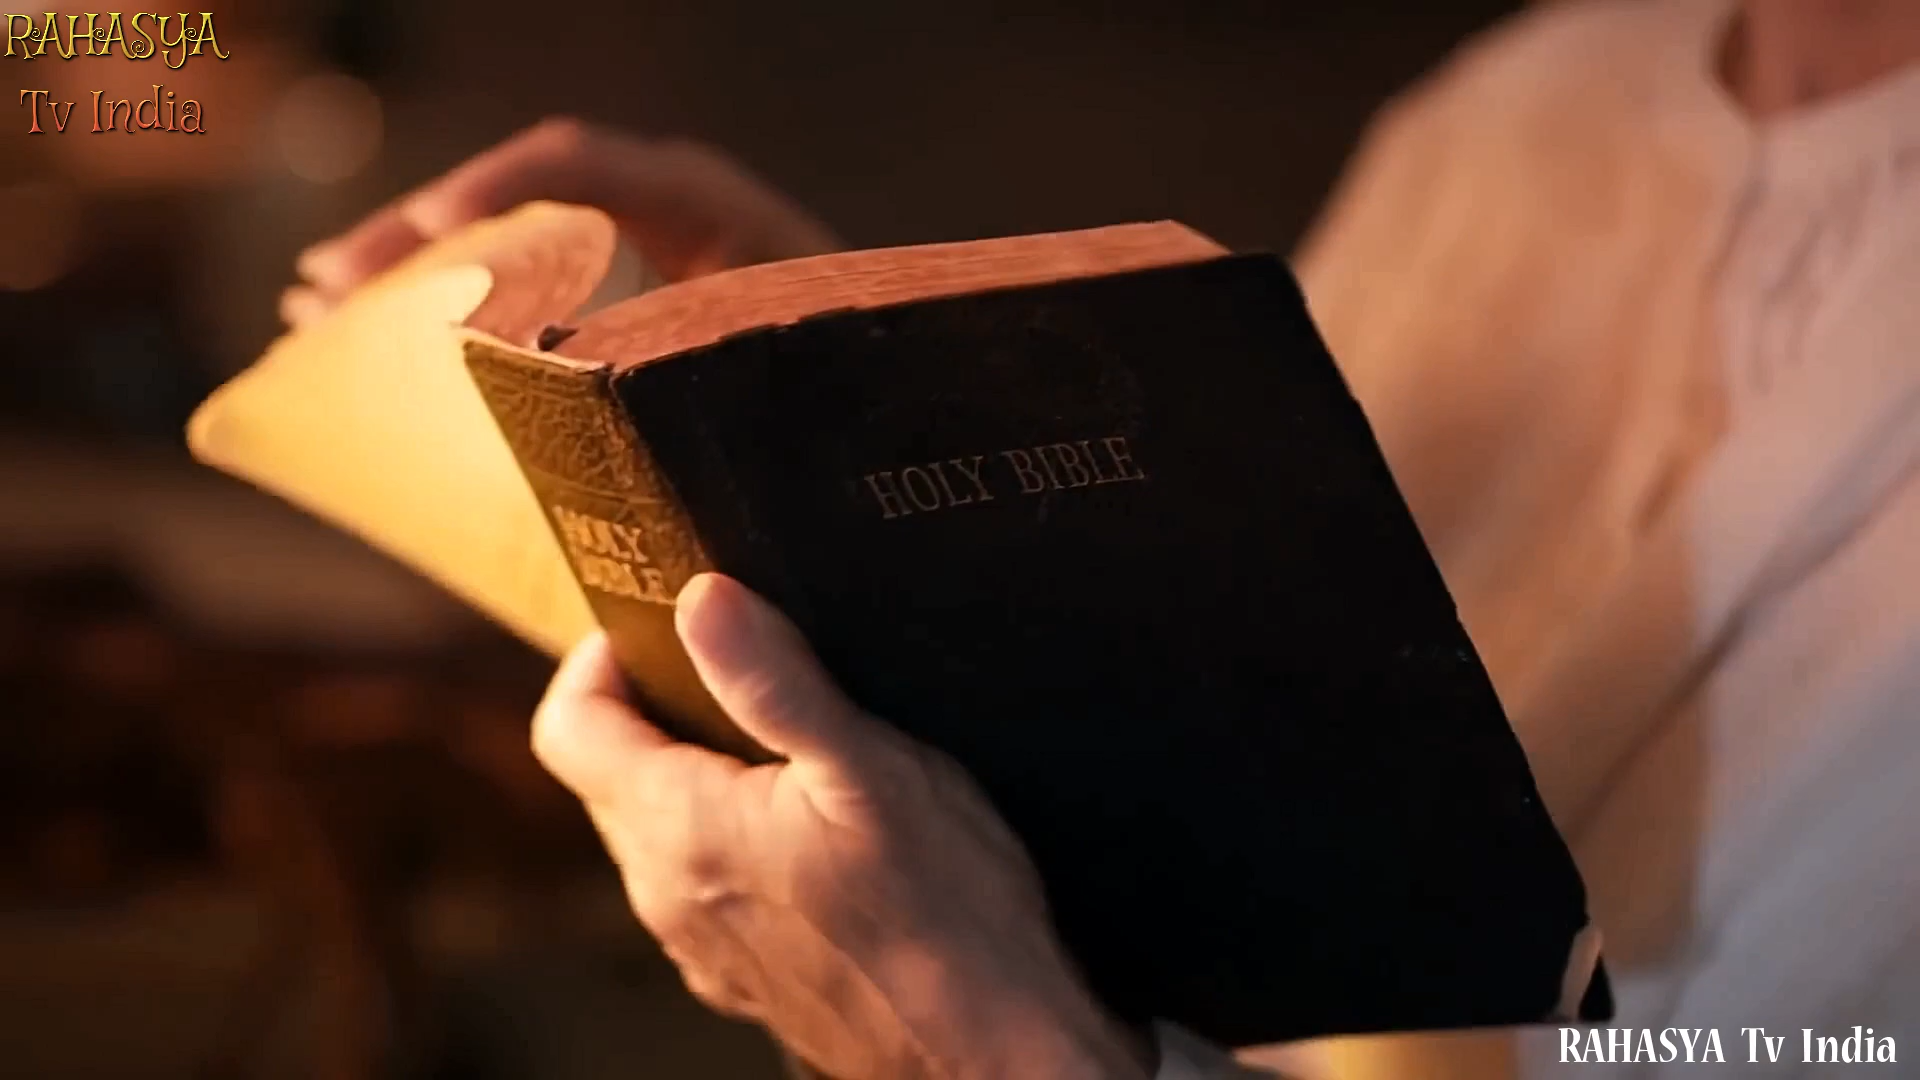 RAHASYA
Tv India
HOLY BIBLE
HOLY
BIBLE
RAHASYA Tv India